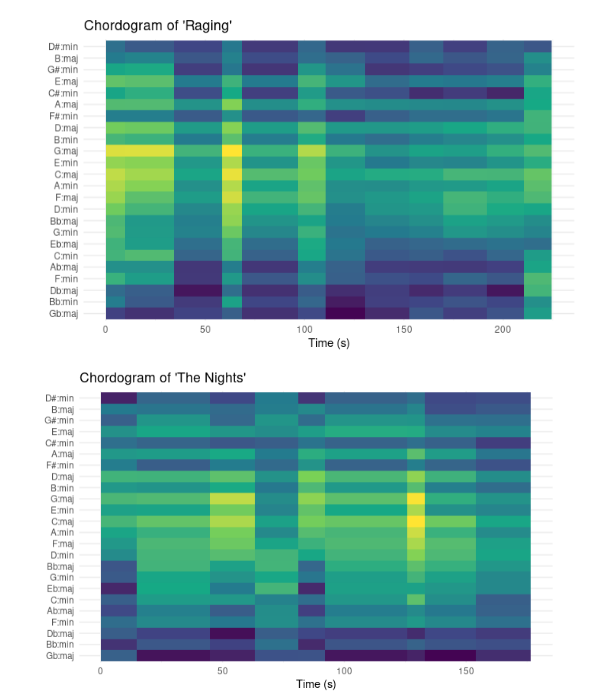 Chordogram of 'Raging'
D#:min
B:maj
G#:min
E:maj
C#:min
A:maj
F#:min
D:maj
B:min
G:maj
E:min
C:maj
A:min
F:maj
D:min
Bb:maj
G:min
Eb:maj
C:min
Ab:maj
F:min
Db:maj
Bb:min
Gb:maj
0 50 100 150 200
Time (s)
Chordogram of 'The Nights'
D#:min
B:maj
G#:min
E:maj
C#:min
A:maj
F#:min
D:maj
B:min
G:maj
E:min
C:maj
A:min
F:maj
D:min
Bb:maj
G:min
Eb:maj
C:min
Ab:maj
F:min
Db:maj
Bb:min
Gb:maj
0 50 100 150
Time (s)